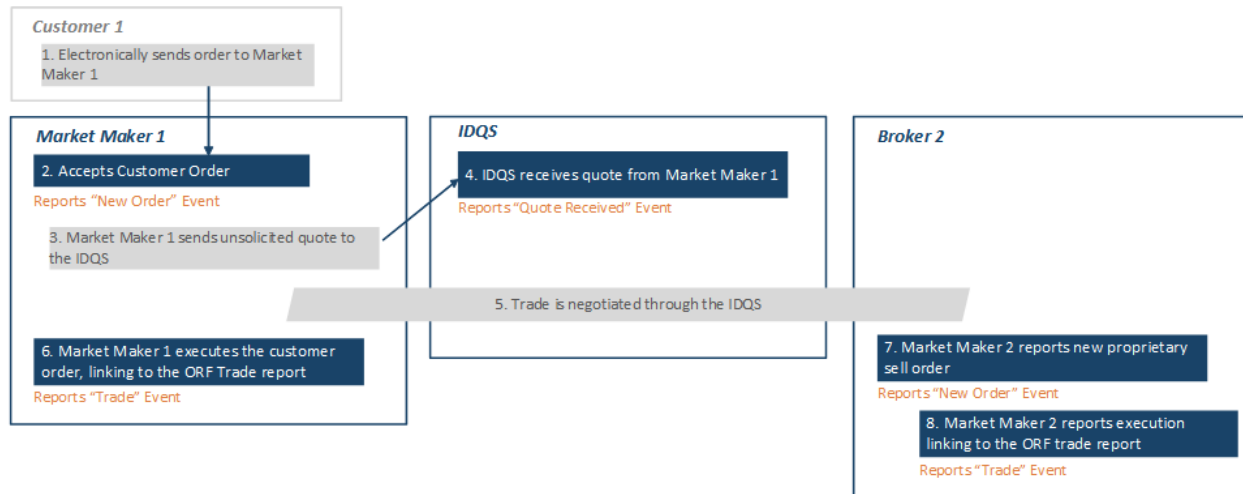 Customer 1
1. Electronically sends order to Market
Maker 1
Market Maker 1
2. Accepts Customer Order
Reports “New Order” Event
3. Market Maker 1 sends unsolicited quote to
the IDQS
IDQS
4. IDQS receives quote from Market Maker 1
Reports “Quote Received” Event
Broker 2
5. Trade is negotiated through the IDQS
6. Market Maker 1 executes the customer
order, linking to the ORF Trade report
Reports “Trade” Event
7. Market Maker 2 reports new proprietary
sell order
Reports “New Order” Event
8. Market Maker 2 reports execution
linking to the ORF trade report
Reports “Trade” Event